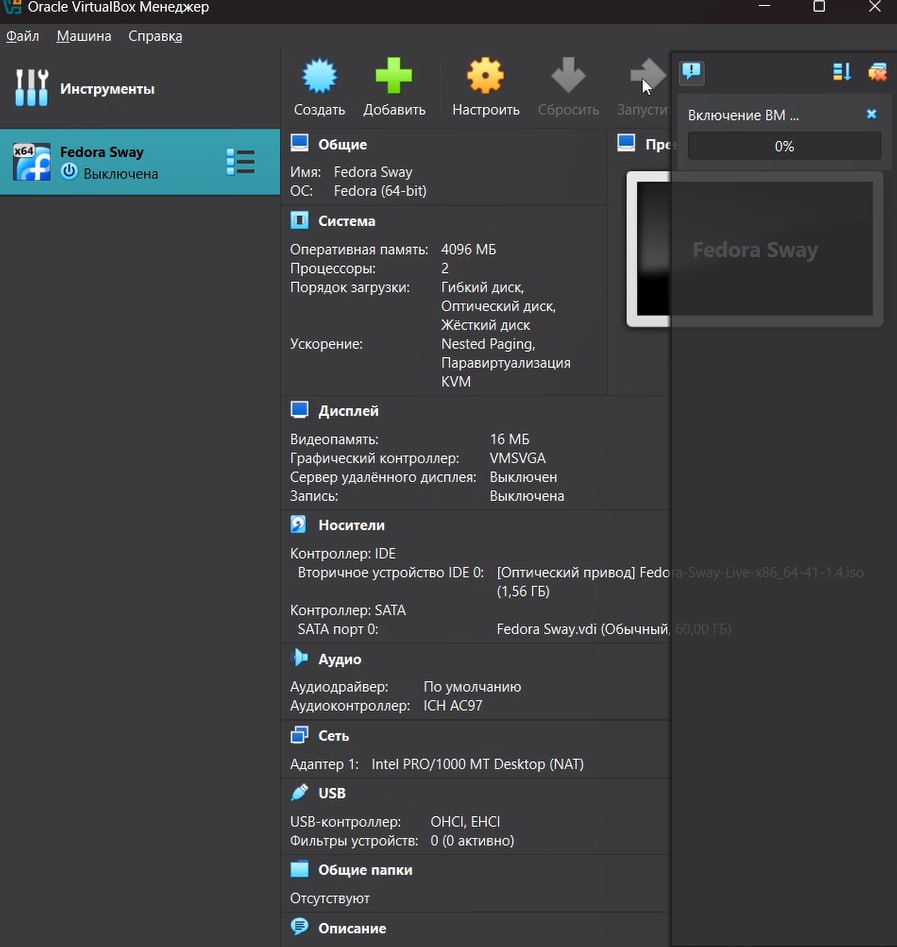 Oracle VirtualBox Менеджер
Файл Машина Справка
Инструменты
Создать Добавить Настроить Сбросить Запустить
x64
Fedora Sway
Выключена
Включение ВМ ...
0%
Общие
Имя: Fedora Sway
ОС: Fedora (64-bit)
Пре
Fedora Sway
Система
Оперативная память: 4096 МБ
Процессоры: 2
Порядок загрузки: Гибкий диск,
Оптический диск,
Жёсткий диск
Ускорение: Nested Paging,
Паравиртуализация
KVM
Дисплей
Видеопамять: 16 МБ
Графический контроллер: VMSVGA
Сервер удалённого дисплея: Выключен
Запись: Выключена
Носители
Контроллер: IDE
Вторичное устройство IDE 0: [Оптический привод] Fedora-Sway-Live-x86_64-41-1.4.iso
(1,56 ГБ)
Контроллер: SATA
SATA порт 0: Fedora Sway.vdi (Обычный, 60,00 ГБ)
Аудио
Аудиодрайвер: По умолчанию
Аудиоконтроллер: ICH AC97
Сеть
Адаптер 1: Intel PRO/1000 MT Desktop (NAT)
USB
USB-контроллер: OHCI, EHCI
Фильтры устройств: 0 (0 активно)
Общие папки
Отсутствуют
Описание